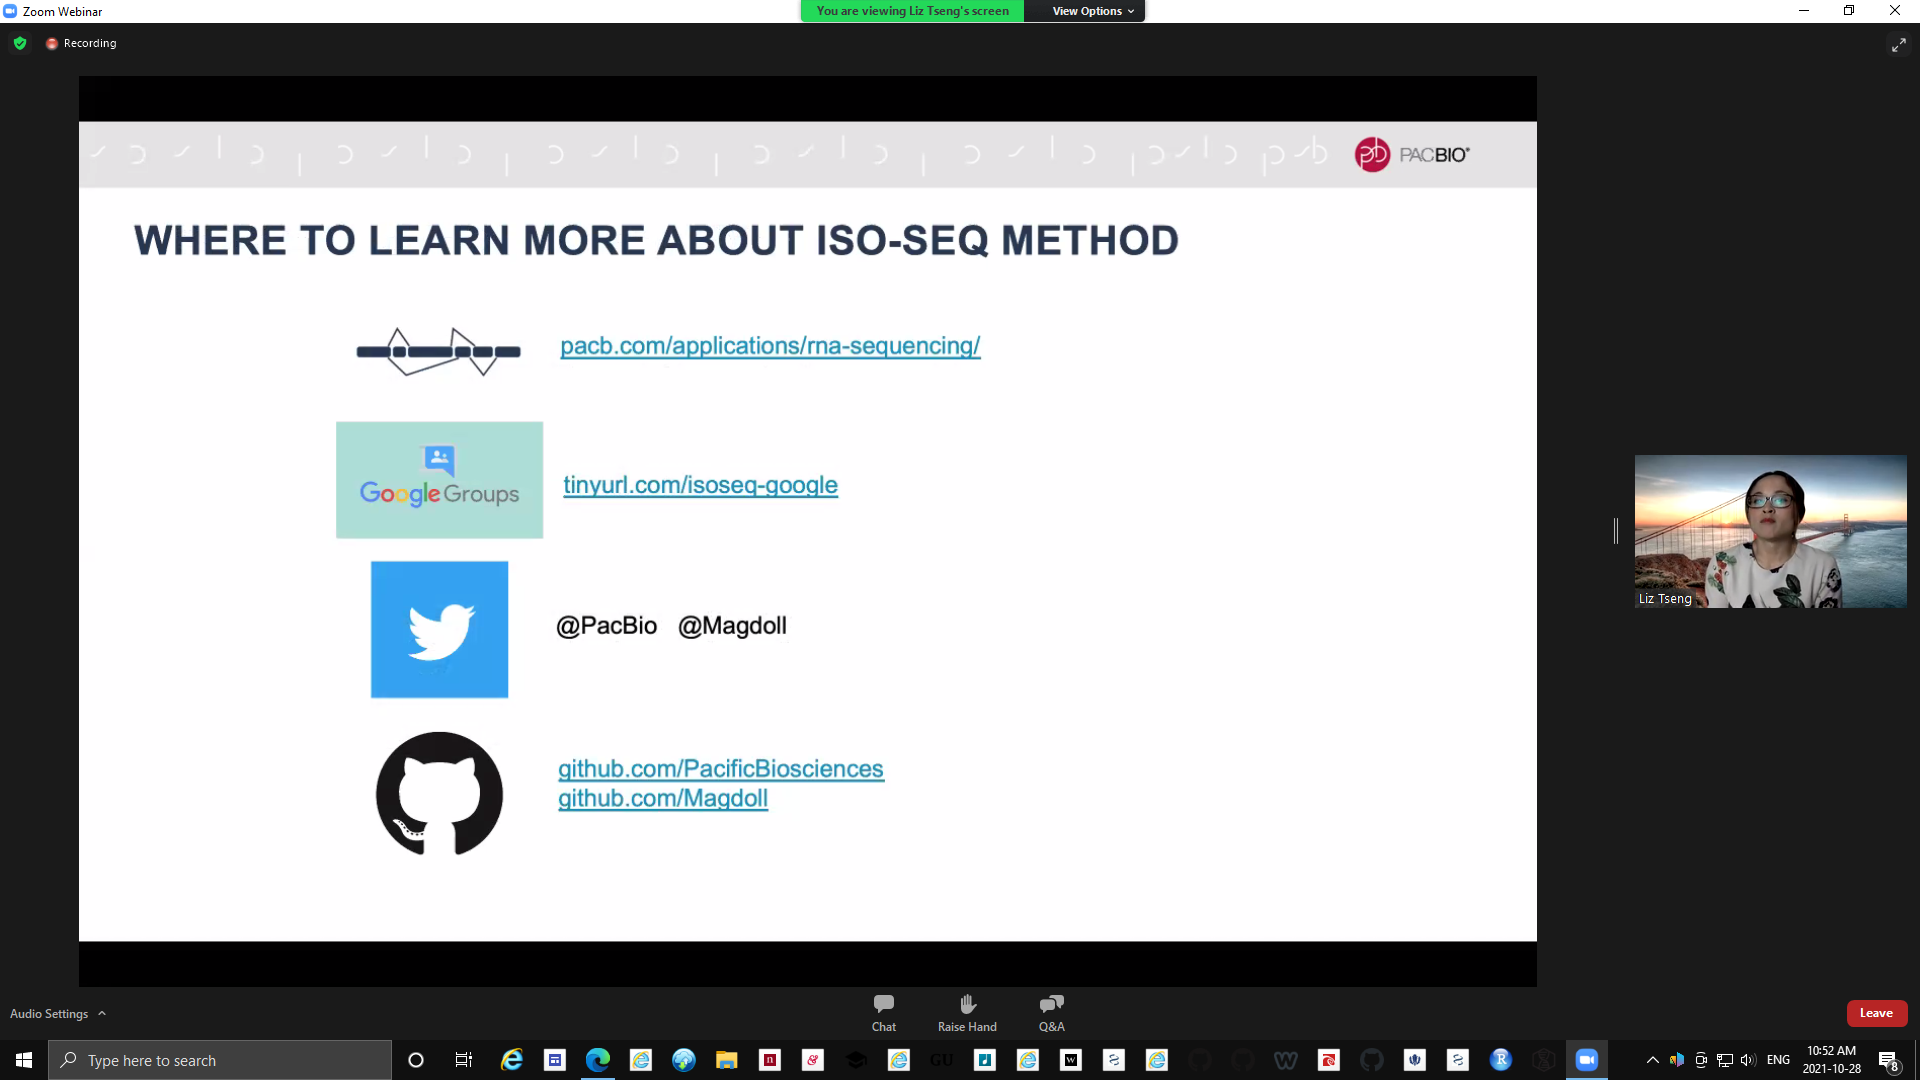 Zoom Webinar
You are viewing Liz Tseng's screen
View Options
Recording
PACBIO®
WHERE TO LEARN MORE ABOUT ISO-SEQ METHOD
pacb.com/applications/rna-sequencing/
Google Groups
tinyurl.com/isoseq-google
@PacBio @Magdoll
github.com/PacificBiosciences
github.com/Magdoll
Liz Tseng
Audio Settings
Chat
Raise Hand
Q&A
Leave
Type here to search
GU
ENG
10:52 AM
2021-10-28
8